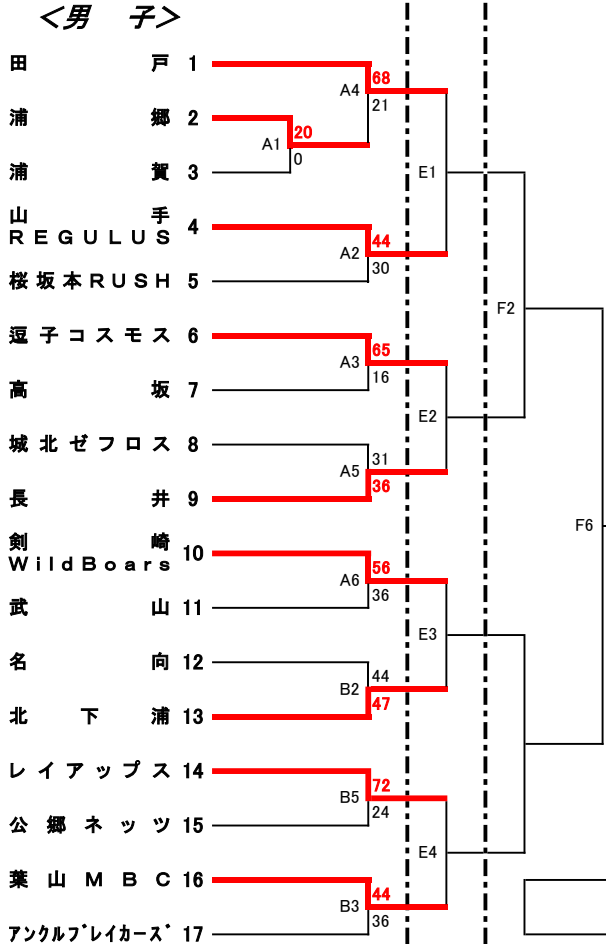 ＜男 子＞
田 戸 1
68
A4
21
浦 郷 2
20
A1
0
浦 賀 3
E1
山 手
REGULUS 4
44
A2
30
桜坂本RUSH 5
F2
逗子コスモス 6
65
A3
16
高 坂 7
E2
城北ゼフロス 8
31
A5
36
長 井 9
F6
剣 崎
WildBoars 10
56
A6
36
武 山 11
E3
名 向 12
44
B2
47
北 下 浦 13
レイアップス 14
72
B5
24
公郷ネッツ 15
E4
葉山MBC 16
44
B3
36
アンクルブレイカーズ 17